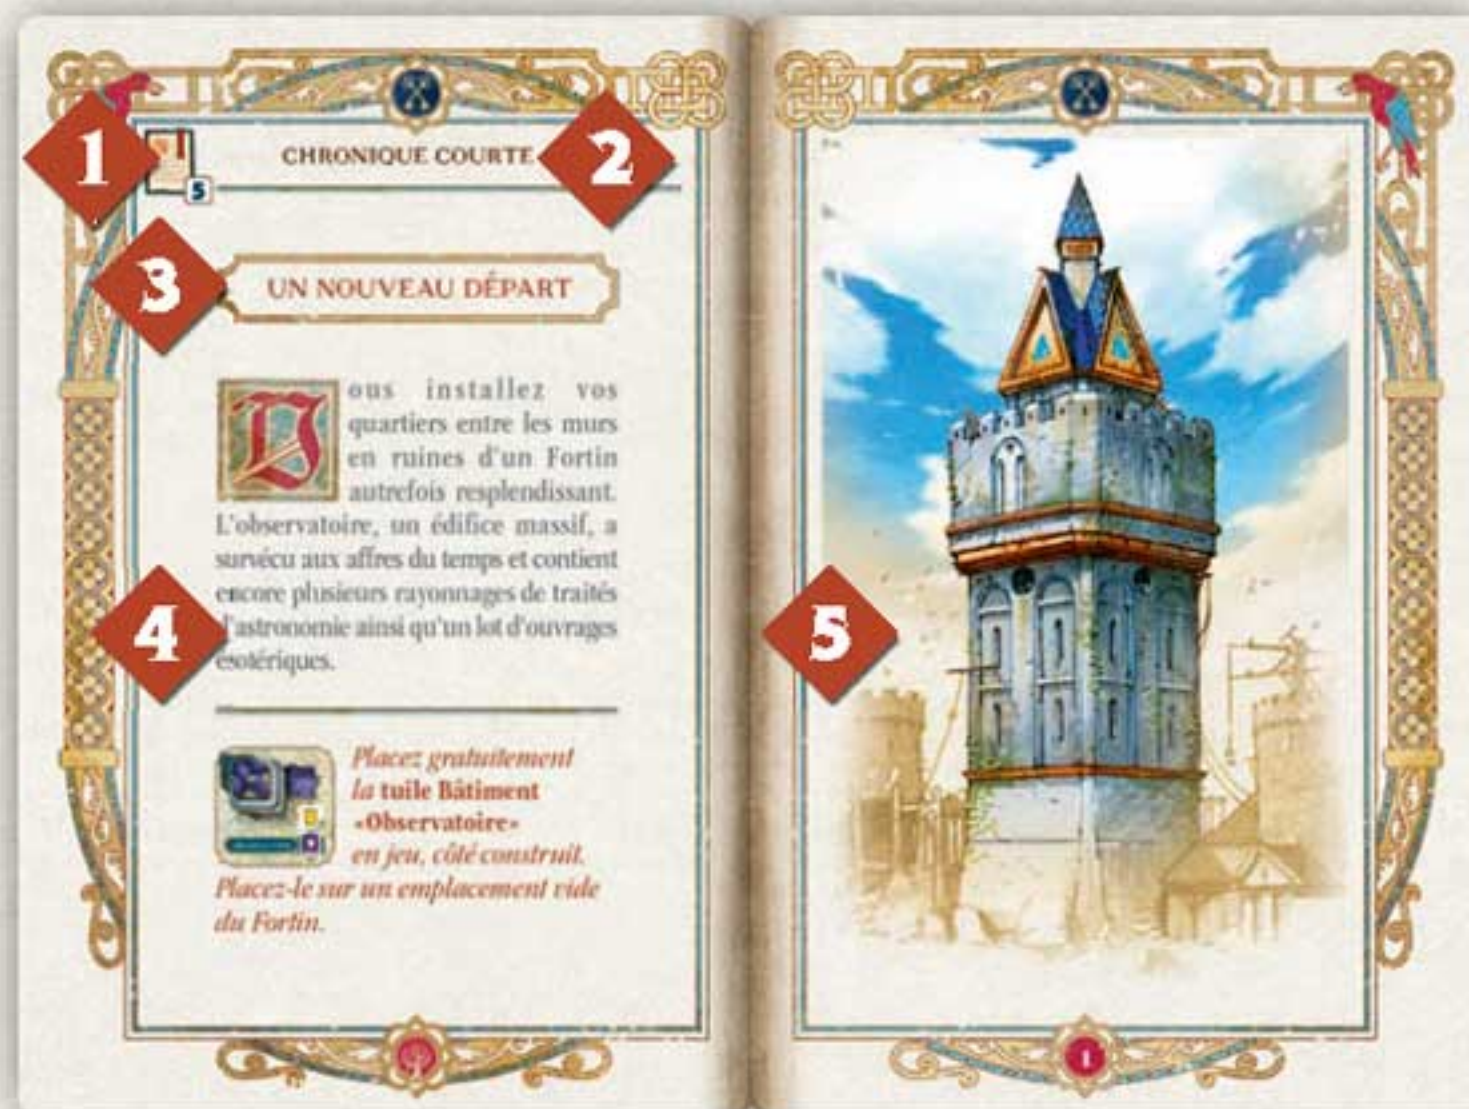 1
5
CHRONIQUE COURTE
2
3
UN NOUVEAU DÉPART
Vous installez vos
quartiers entre les murs
en ruines d'un Fortin
autrefois resplendissant.
L'observatoire, un édifice massif, a
survécu aux affres du temps et contient
encore plusieurs rayonnages de traités
d'astronomie ainsi qu'un lot d'ouvrages
ésotériques.
4
Placez gratuitement
la tuile Bâtiment
«Observatoire»
en jeu, côté construit.
Placez-le sur un emplacement vide
du Fortin.
5
1